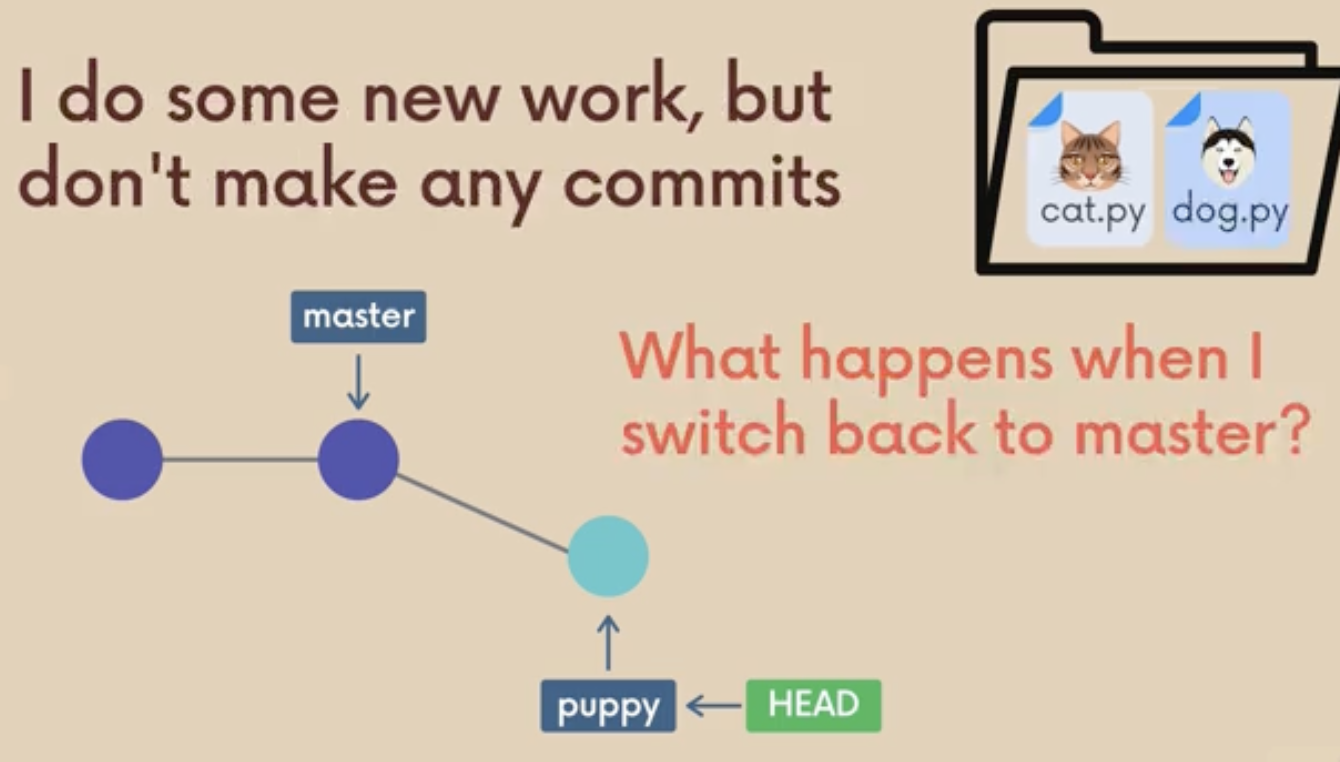 I do some new work, but
don't make any commits
cat.py dog.py
master
What happens when I
switch back to master?
puppy
HEAD